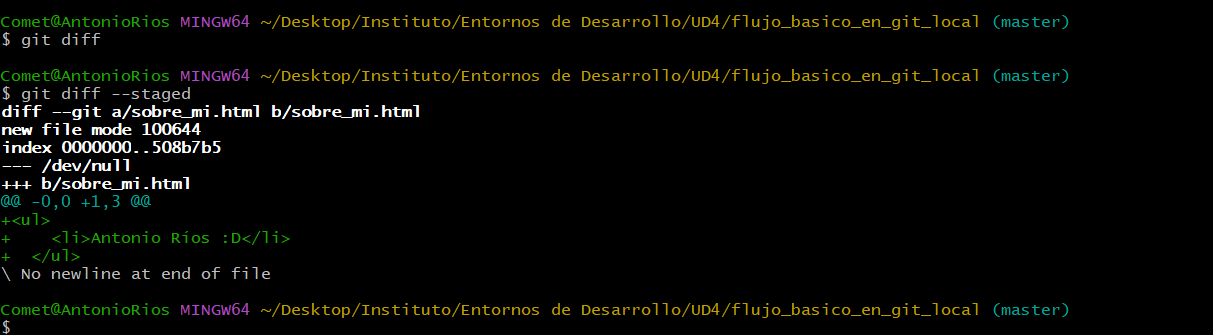 Comet@AntonioRios MINGW64 ~/Desktop/Instituto/Entornos de Desarrollo/UD4/flujo_basico_en_git_local (master)
$ git diff
Comet@AntonioRios MINGW64 ~/Desktop/Instituto/Entornos de Desarrollo/UD4/flujo_basico_en_git_local (master)
$ git diff --staged
diff --git a/sobre_mi.html b/sobre_mi.html
new file mode 100644
index 0000000..508b7b5
--- /dev/null
+++ b/sobre_mi.html
@@ -0,0 +1,3 @@
+<ul>
+    <li>Antonio Ríos :D</li>
+  </ul>
\ No newline at end of file
Comet@AntonioRios MINGW64 ~/Desktop/Instituto/Entornos de Desarrollo/UD4/flujo_basico_en_git_local (master)
$